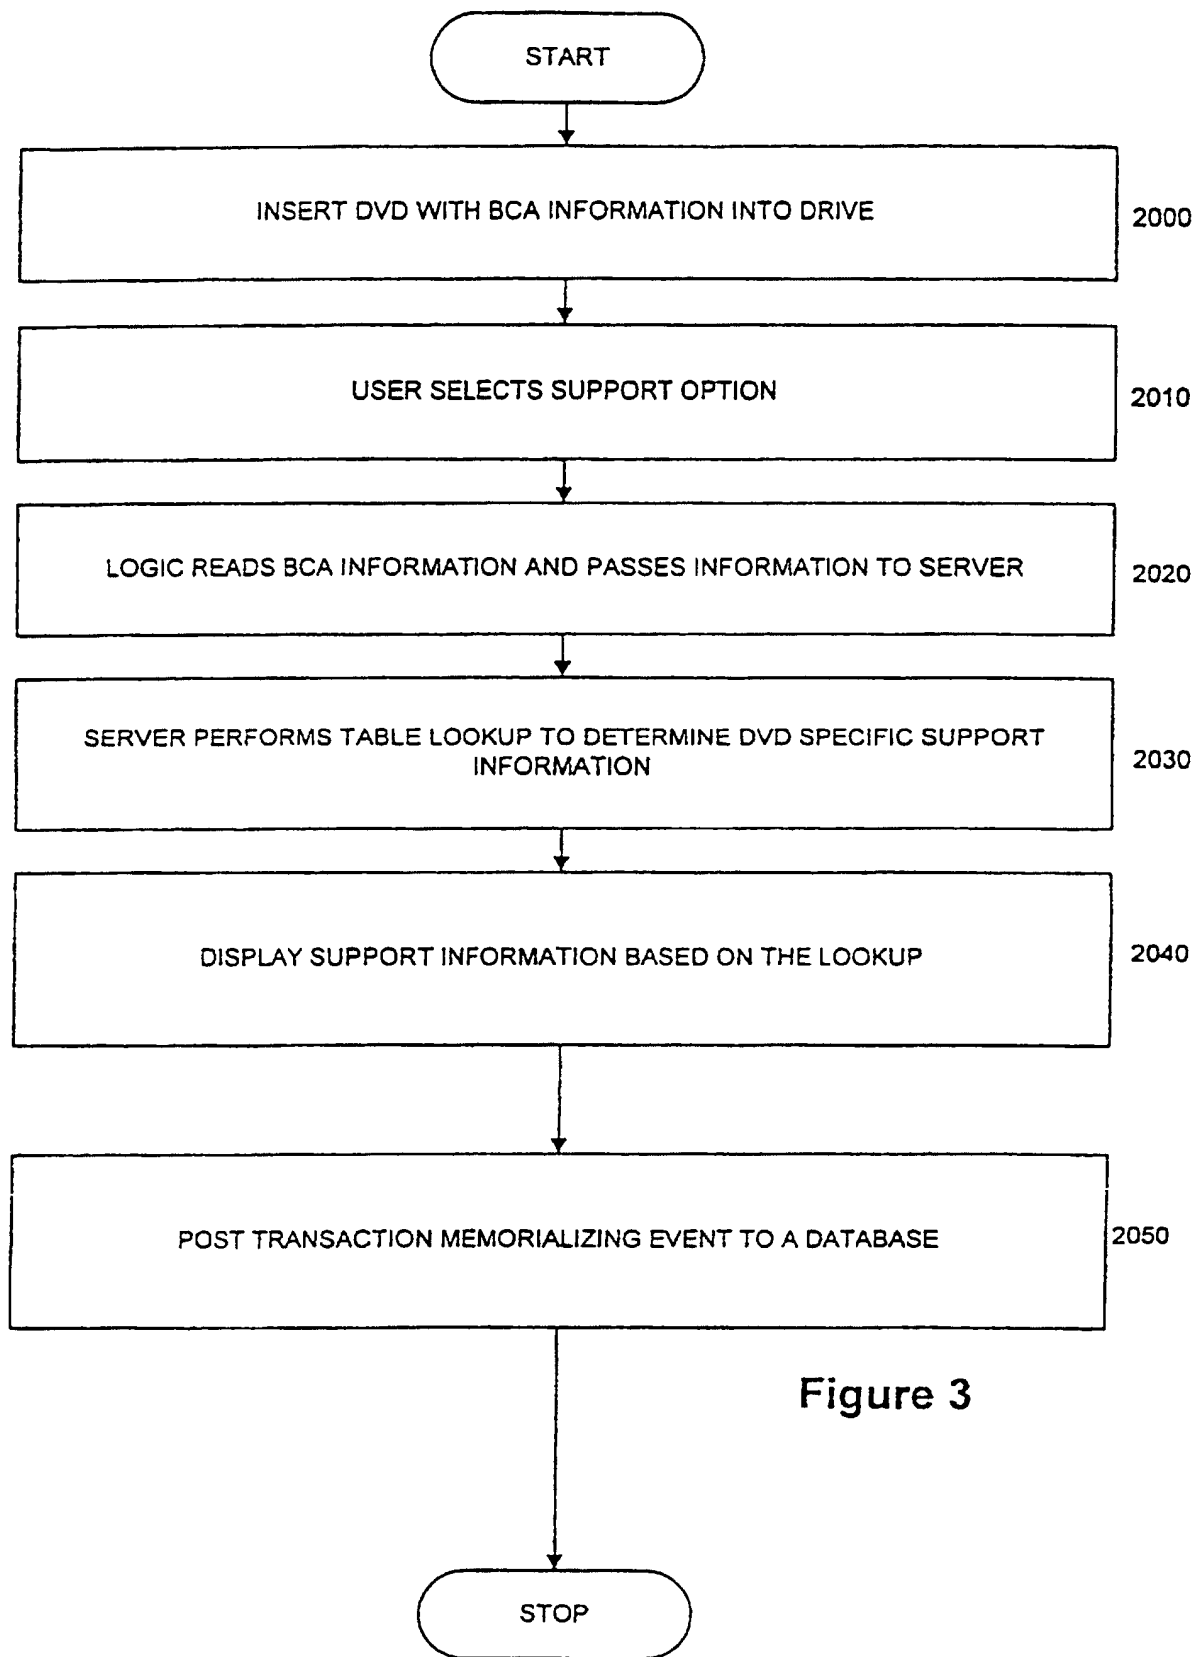 START
INSERT DVD WITH BCA INFORMATION INTO DRIVE
2000
USER SELECTS SUPPORT OPTION
2010
LOGIC READS BCA INFORMATION AND PASSES INFORMATION TO SERVER
2020
SERVER PERFORMS TABLE LOOKUP TO DETERMINE DVD SPECIFIC SUPPORT
INFORMATION
2030
DISPLAY SUPPORT INFORMATION BASED ON THE LOOKUP
2040
POST TRANSACTION MEMORIALIZING EVENT TO A DATABASE
2050
Figure 3
STOP